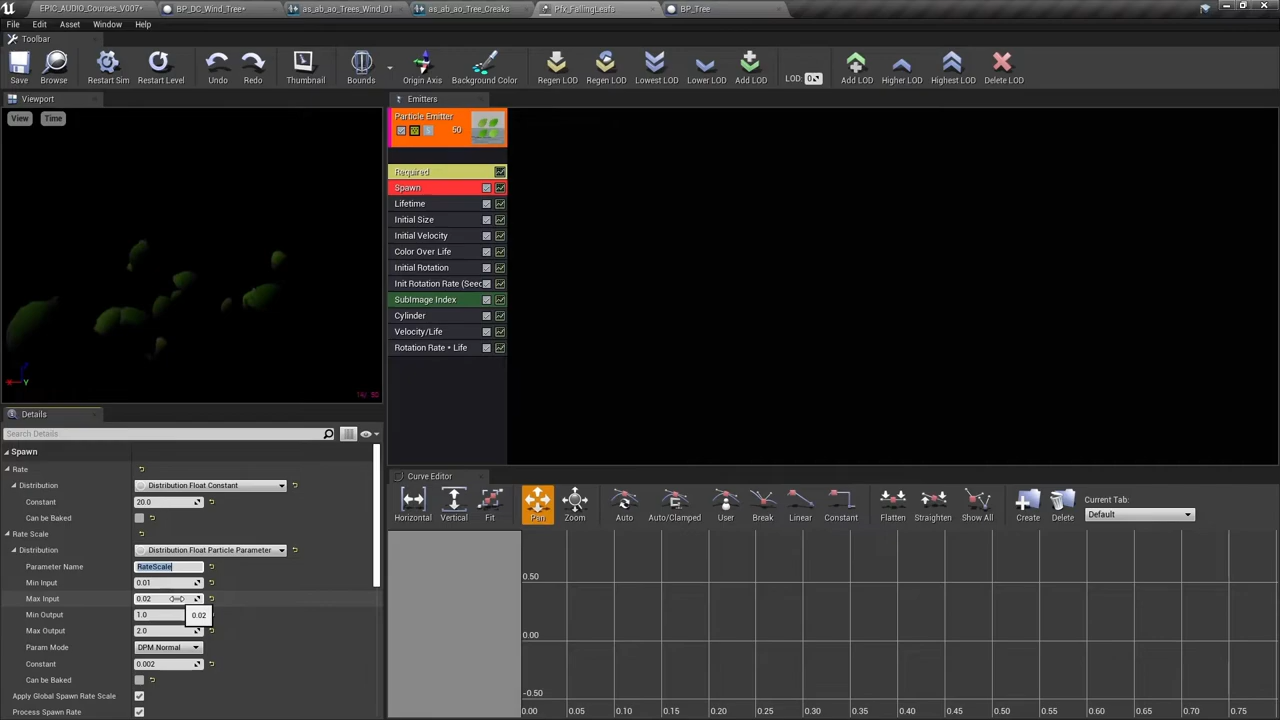 EPIC_AUDIO_Courses_V007*
BP_DC_Wind_Tree*
as_ab_ao_Trees_Wind_01
as_ab_ao_Tree_Creaks
BP_Tree
File Edit Asset Window Help
Toolbar
Save Browse Restart Sim Restart Level Undo Redo Thumbnail Bounds Origin Axis Background Color Regen LOD Regen LOD Lowest LOD Lower LOD Add LOD LOD: 0 Add LOD Higher LOD Highest LOD Delete LOD
Viewport
Emitters
View Time
Particle Emitter
50
Required
Spawn
Lifetime
Initial Size
Initial Velocity
Color Over Life
Initial Rotation
Init Rotation Rate (Seed
SubImage Index
Cylinder
Velocity/Life
Rotation Rate * Life
Y
14/ 50
Details
Search Details
Spawn
Rate
Distribution Distribution Float Constant
Constant 20.0
Can be Baked
Rate Scale
Distribution Distribution Float Particle Parameter
Parameter Name RateScale
Min Input 0.01
Max Input 0.02
0.02
Min Output 1.0
Max Output 2.0
Param Mode DPM Normal
Constant 0.002
Can be Baked
Apply Global Spawn Rate Scale
Process Spawn Rate
Curve Editor
Horizontal Vertical Fit Pan Zoom Auto Auto/Clamped User Break Linear Constant Flatten Straighten Show All Create Delete
Current Tab:
Default
0.50
0.00
-0.50
0.00 0.05 0.10 0.15 0.20 0.25 0.30 0.35 0.40 0.45 0.50 0.55 0.60 0.65 0.70 0.75